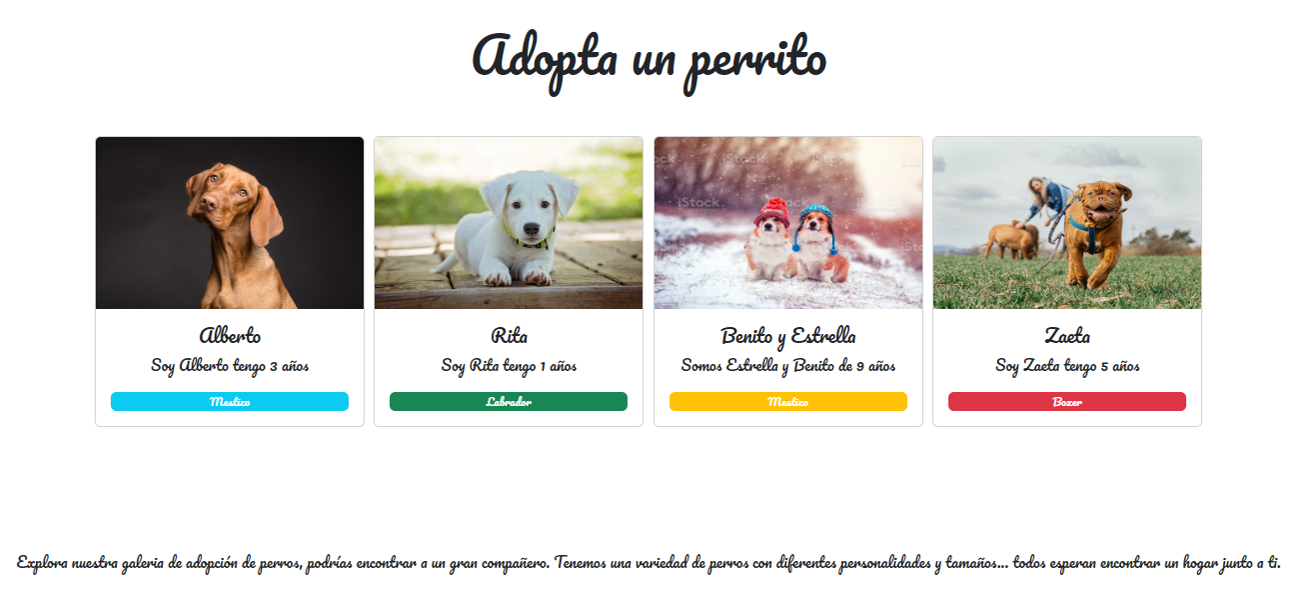 Adopta un perrito
iStock
iStock
iStock
iStock
Alberto
Soy Alberto tengo 3 años
Mestizo
Rita
Soy Rita tengo 1 años
Labrador
Benito y Estrella
Somos Estrella y Benito de 9 años
Mestizo
Zaeta
Soy Zaeta tengo 5 años
Boxer
Explora nuestra galeria de adopción de perros, podrías encontrar a un gran compañero. Tenemos una variedad de perros con diferentes personalidades y tamaños... todos esperan encontrar un hogar junto a ti.